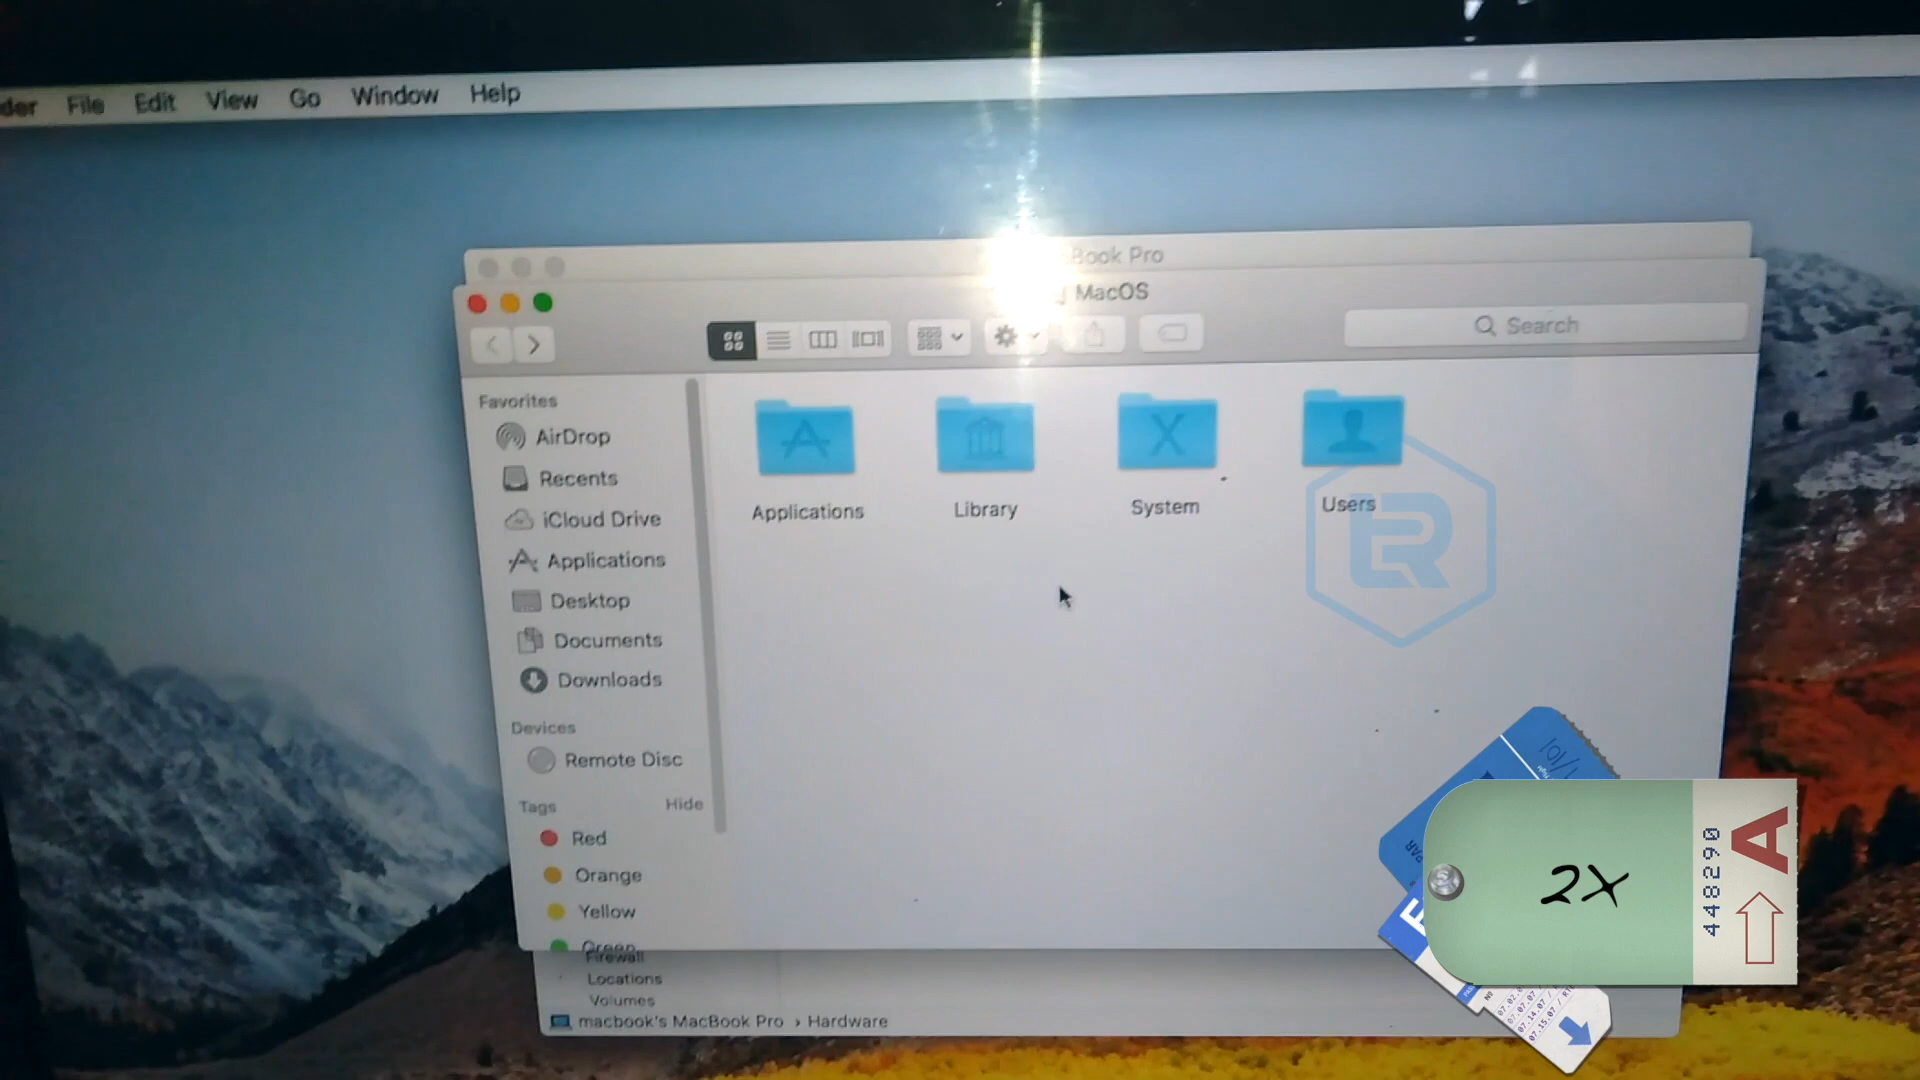 File Edit View Go Window Help
Book Pro
MacOS
Search
Favorites
AirDrop
Recents
iCloud Drive
Applications
Desktop
Documents
Downloads
Devices
Remote Disc
Tags Hide
Red
Orange
Yellow
Green
Applications Library System Users
Firewall
Locations
Volumes
macbook's MacBook Pro › Hardware
2X
448290
A